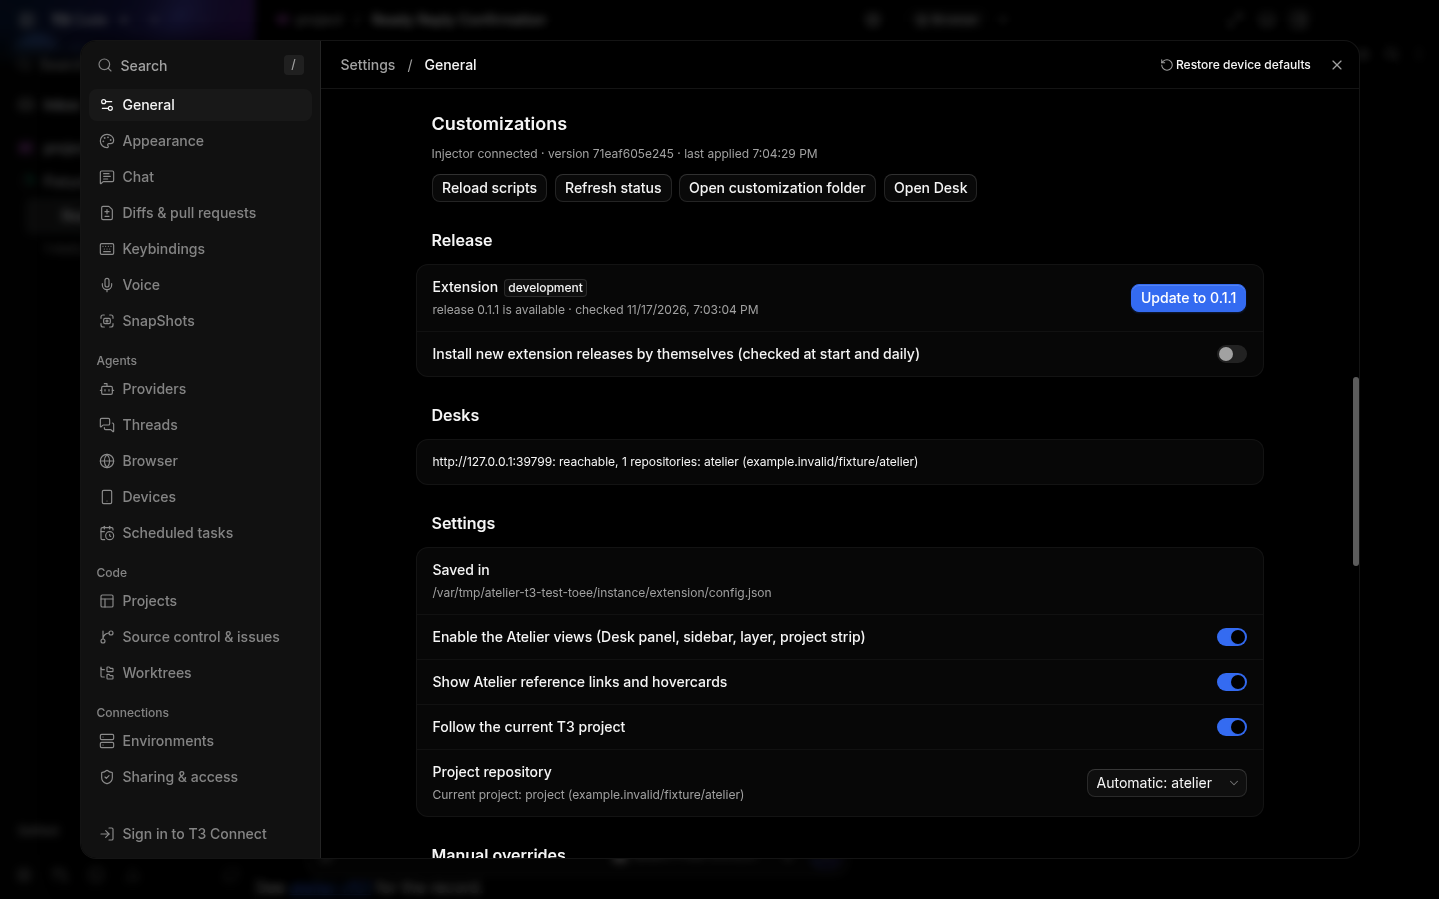 Search /
General
Appearance
Chat
Diffs & pull requests
Keybindings
Voice
SnapShots
Agents
Providers
Threads
Browser
Devices
Scheduled tasks
Code
Projects
Source control & issues
Worktrees
Connections
Environments
Sharing & access
Sign in to T3 Connect
Settings / General
Restore device defaults
Customizations
Injector connected · version 71eaf605e245 · last applied 7:04:29 PM
Reload scripts Refresh status Open customization folder Open Desk
Release
Extension development
release 0.1.1 is available · checked 11/17/2026, 7:03:04 PM
Update to 0.1.1
Install new extension releases by themselves (checked at start and daily)
Desks
http://127.0.0.1:39799: reachable, 1 repositories: atelier (example.invalid/fixture/atelier)
Settings
Saved in
/var/tmp/atelier-t3-test-toee/instance/extension/config.json
Enable the Atelier views (Desk panel, sidebar, layer, project strip)
Show Atelier reference links and hovercards
Follow the current T3 project
Project repository
Current project: project (example.invalid/fixture/atelier)
Automatic: atelier
Manual overrides